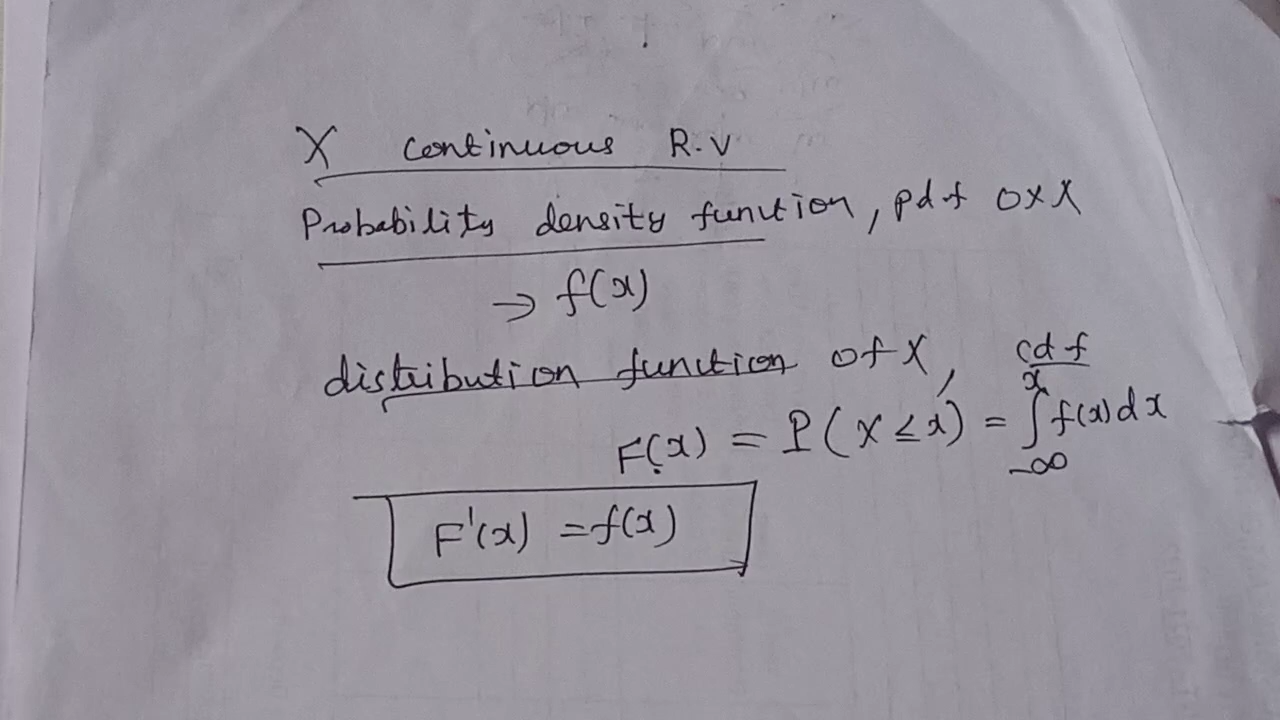 X continuous R.V
Probability density function, pdf of X
→ f(x)
distribution function of X, cdf
F(x) = P(X ≤ x) = ∫_{-∞}^{x} f(x) dx
F'(x) = f(x)